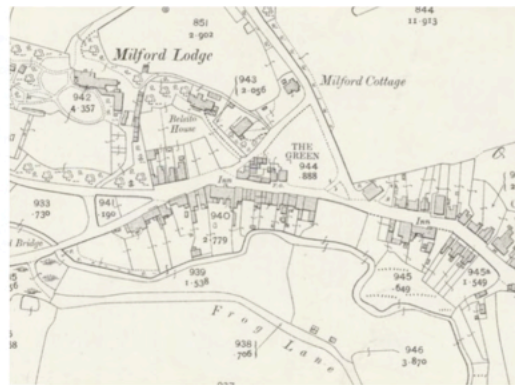 851
2·902
844
11·913
Milford Lodge
943
2·056
Milford Cottage
942
4·357
House
THE
GREEN
944
·888
Inn
933
·730
941
·190
940
2·779
Inn
Bridge
939
1·538
945
·649
945a
1·549
Frog Lane
938
·706
946
3·870